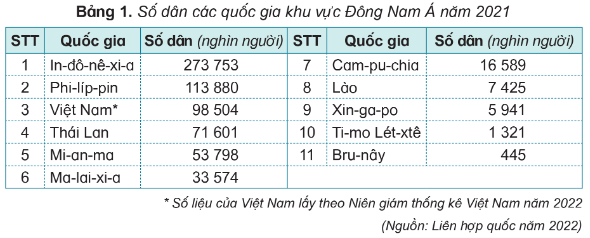 Bảng 1. Số dân các quốc gia khu vực Đông Nam Á năm 2021
STT Quốc gia Số dân (nghìn người) STT Quốc gia Số dân (nghìn người)
1 In-đô-nê-xi-a 273 753 7 Cam-pu-chia 16 589
2 Phi-líp-pin 113 880 8 Lào 7 425
3 Việt Nam* 98 504 9 Xin-ga-po 5 941
4 Thái Lan 71 601 10 Ti-mo Lét-xtê 1 321
5 Mi-an-ma 53 798 11 Bru-nây 445
6 Ma-lai-xi-a 33 574
* Số liệu của Việt Nam lấy theo Niên giám thống kê Việt Nam năm 2022
(Nguồn: Liên hợp quốc năm 2022)